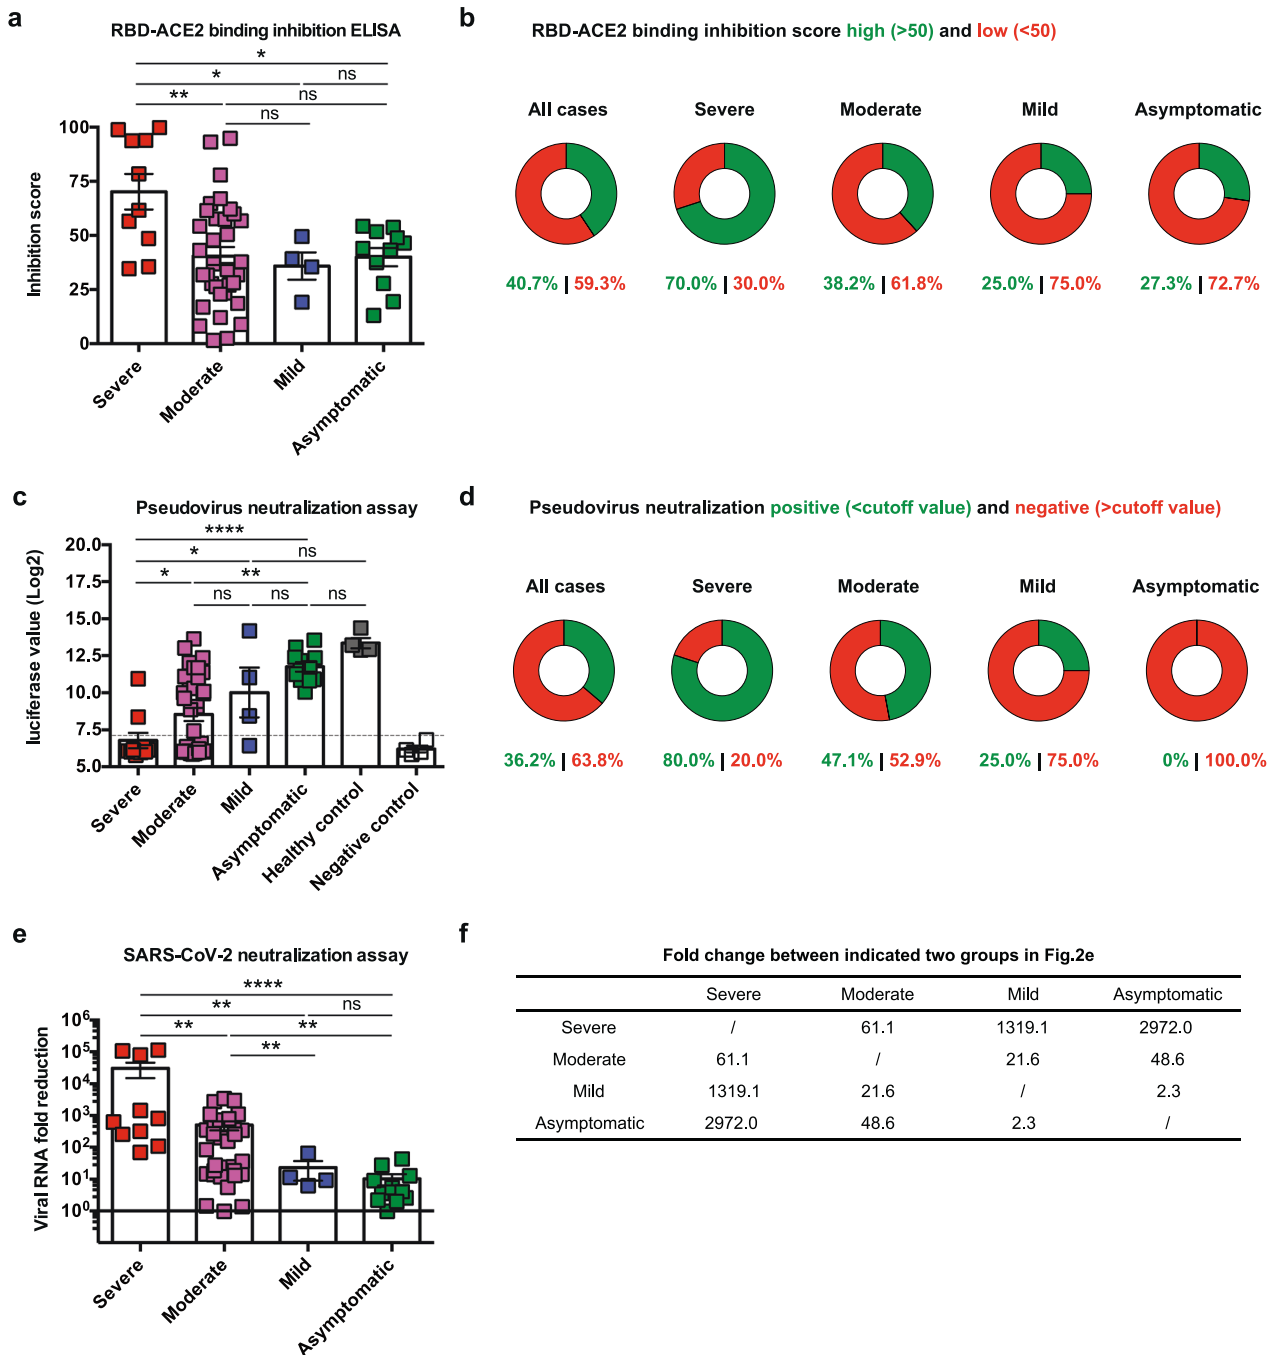 a
RBD-ACE2 binding inhibition ELISA
*
* ns
** ns
ns
Inhibition score
100
75
50
25
0
Severe
Moderate
Mild
Asymptomatic
b
RBD-ACE2 binding inhibition score high (>50) and low (<50)
All cases Severe Moderate Mild Asymptomatic
40.7% | 59.3% 70.0% | 30.0% 38.2% | 61.8% 25.0% | 75.0% 27.3% | 72.7%
c
Pseudovirus neutralization assay
****
* ns
* **
ns ns ns
luciferase value (Log2)
20.0
17.5
15.0
12.5
10.0
7.5
5.0
Severe
Moderate
Mild
Asymptomatic
Healthy control
Negative control
d
Pseudovirus neutralization positive (<cutoff value) and negative (>cutoff value)
All cases Severe Moderate Mild Asymptomatic
36.2% | 63.8% 80.0% | 20.0% 47.1% | 52.9% 25.0% | 75.0% 0% | 100.0%
e
SARS-CoV-2 neutralization assay
****
** ns
** **
**
Viral RNA fold reduction
10⁶
10⁵
10⁴
10³
10²
10¹
10⁰
Severe
Moderate
Mild
Asymptomatic
f
Fold change between indicated two groups in Fig.2e
Severe Moderate Mild Asymptomatic
Severe / 61.1 1319.1 2972.0
Moderate 61.1 / 21.6 48.6
Mild 1319.1 21.6 / 2.3
Asymptomatic 2972.0 48.6 2.3 /